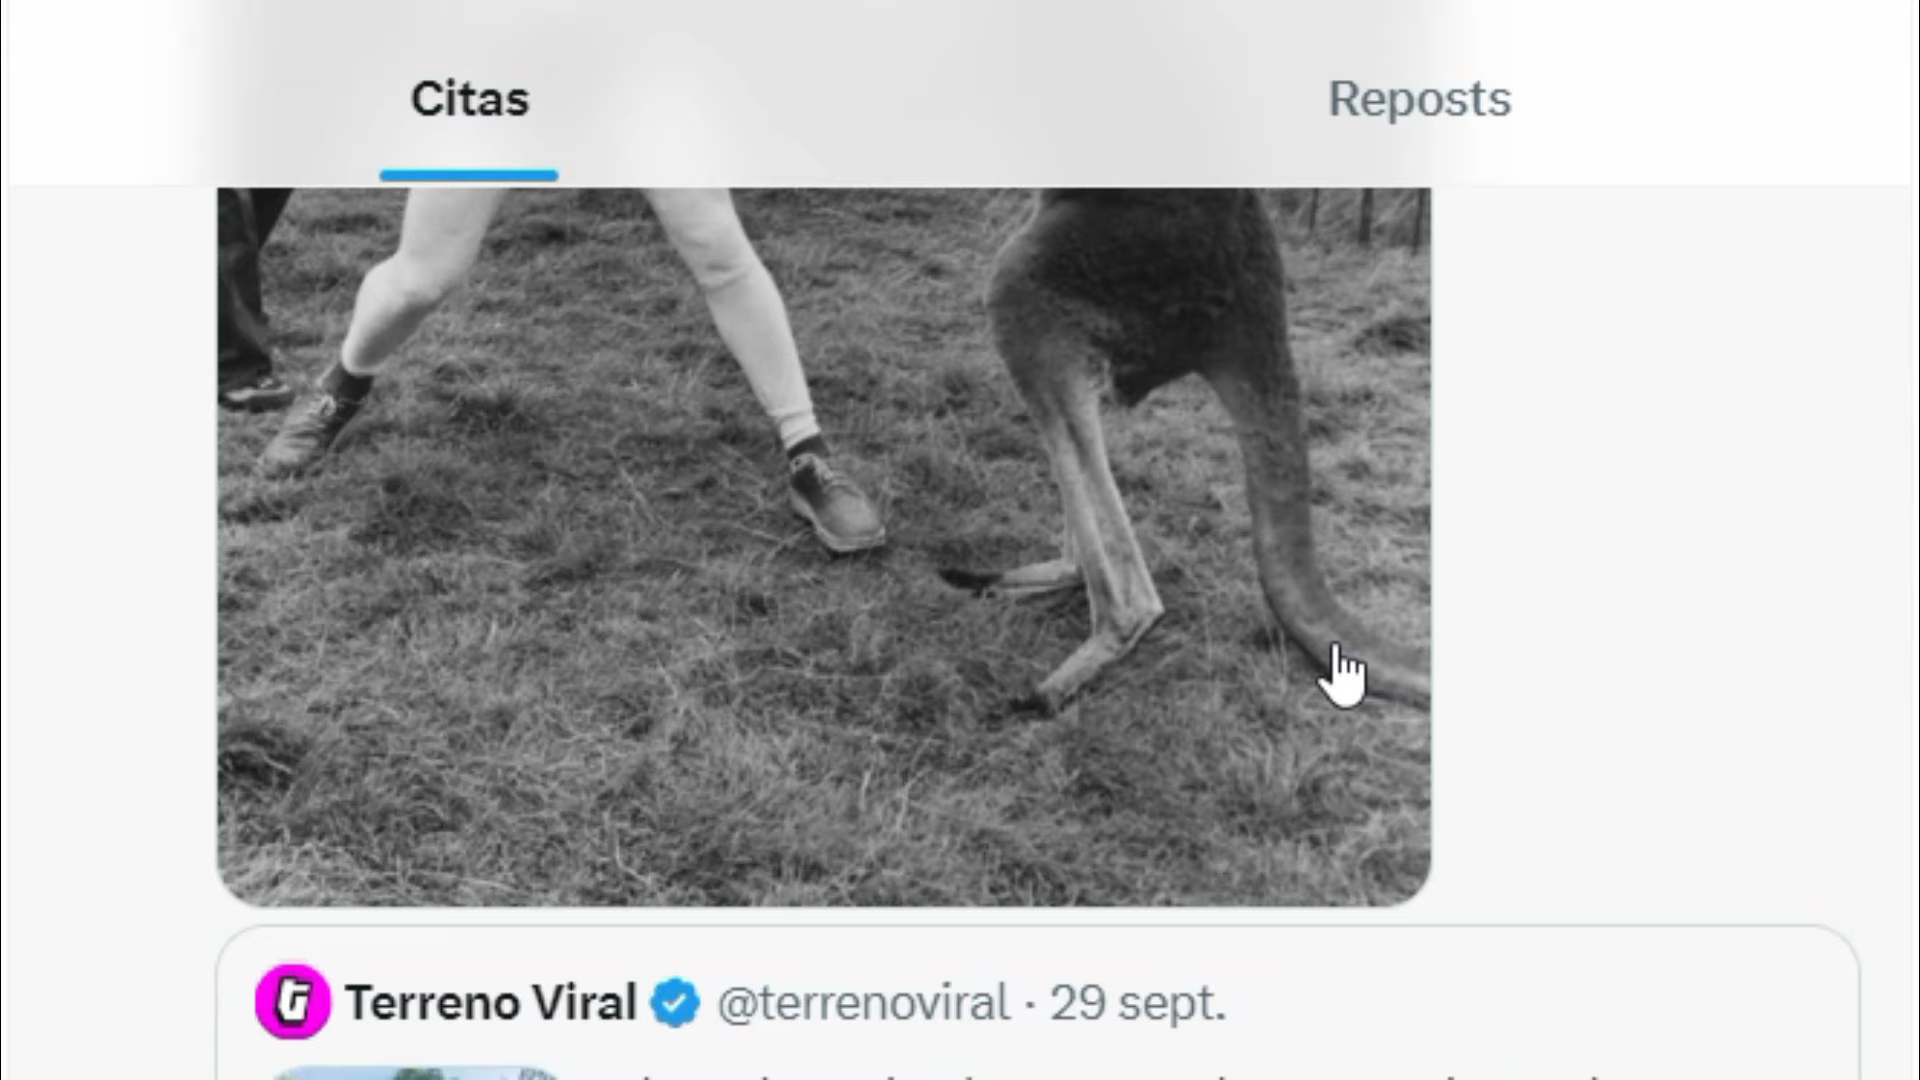 Citas
Reposts
Terreno Viral @terrenoviral · 29 sept.